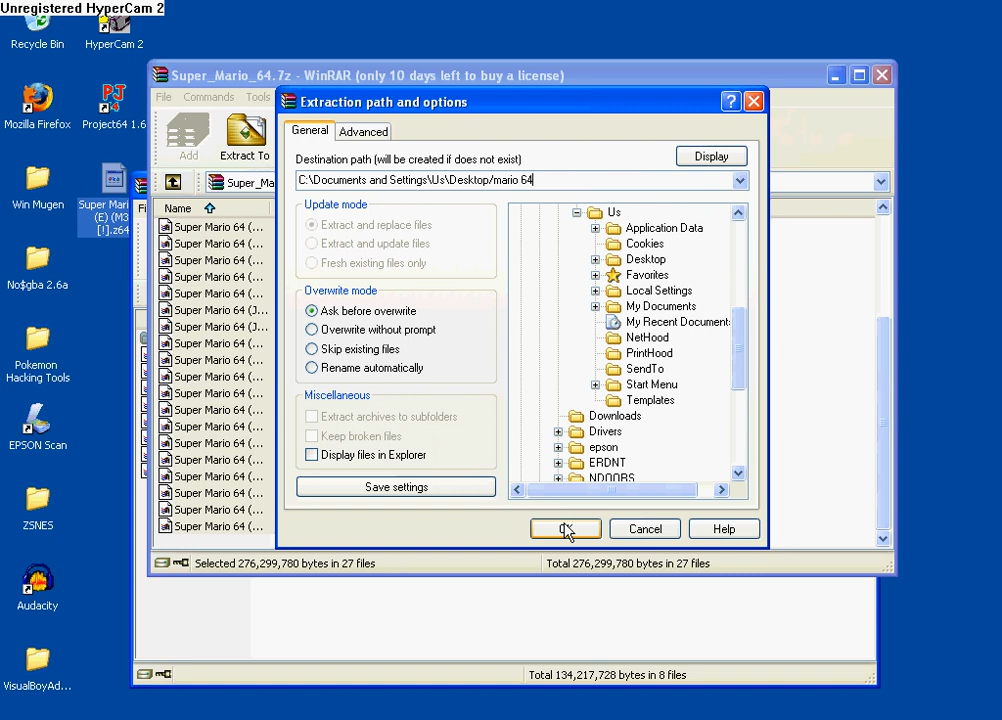 Unregistered HyperCam 2
Recycle Bin
HyperCam 2
Mozilla Firefox
Project64 1.6
Win Mugen
Super Mari
(E) (M3
[!].z64
No$gba 2.6a
Pokemon
Hacking Tools
EPSON Scan
ZSNES
Audacity
VisualBoyAd...
Super_Mario_64.7z - WinRAR (only 10 days left to buy a license)
File Commands Tools
Add
Extract To
Super_Ma
Name
Super Mario 64 (...
Super Mario 64 (...
Super Mario 64 (...
Super Mario 64 (...
Super Mario 64 (...
Super Mario 64 (J...
Super Mario 64 (J...
Super Mario 64 (...
Super Mario 64 (...
Super Mario 64 (...
Super Mario 64 (...
Super Mario 64 (...
Super Mario 64 (...
Super Mario 64 (...
Super Mario 64 (...
Super Mario 64 (...
Super Mario 64 (...
Super Mario 64 (...
Super Mario 64 (...
Extraction path and options
General
Advanced
Destination path (will be created if does not exist)
Display
C:\Documents and Settings\Us\Desktop/mario 64
Update mode
Extract and replace files
Extract and update files
Fresh existing files only
Overwrite mode
Ask before overwrite
Overwrite without prompt
Skip existing files
Rename automatically
Miscellaneous
Extract archives to subfolders
Keep broken files
Display files in Explorer
Save settings
Us
Application Data
Cookies
Desktop
Favorites
Local Settings
My Documents
My Recent Document:
NetHood
PrintHood
SendTo
Start Menu
Templates
Downloads
Drivers
epson
ERDNT
NDOORS
Cancel
Help
Selected 276,299,780 bytes in 27 files
Total 276,299,780 bytes in 27 files
Total 134,217,728 bytes in 8 files